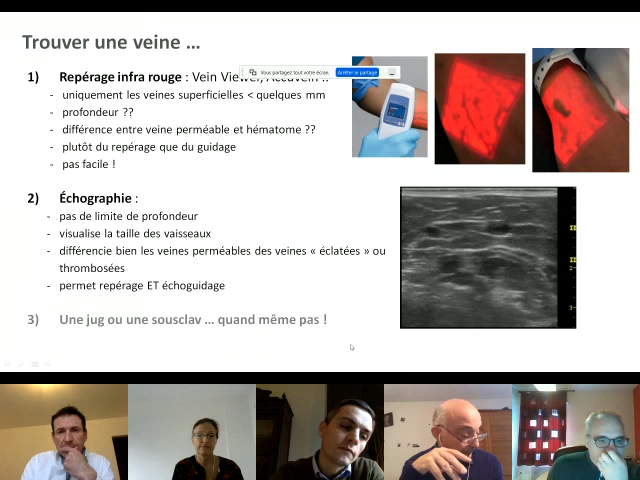 Trouver une veine ...
1) Repérage infra rouge : Vein Viewer, Accuvein ..
Vous partagez tout votre écran. Arrêter le partage
- uniquement les veines superficielles < quelques mm
- profondeur ??
- différence entre veine perméable et hématome ??
- plutôt du repérage que du guidage
- pas facile !
2) Échographie :
- pas de limite de profondeur
- visualise la taille des vaisseaux
- différencie bien les veines perméables des veines « éclatées » ou
thrombosées
- permet repérage ET échoguidage
3) Une jug ou une sousclav ... quand même pas !
2
3